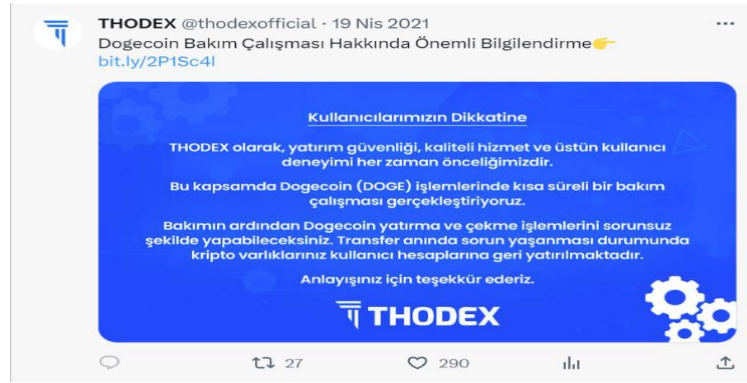 THODEX @thodexofficial · 19 Nis 2021
Dogecoin Bakım Çalışması Hakkında Önemli Bilgilendirme👉
bit.ly/2P1Sc4l
Kullanıcılarımızın Dikkatine
THODEX olarak, yatırım güvenliği, kaliteli hizmet ve üstün kullanıcı
deneyimi her zaman önceliğimizdir.
Bu kapsamda Dogecoin (DOGE) işlemlerinde kısa süreli bir bakım
çalışması gerçekleştiriyoruz.
Bakımın ardından Dogecoin yatırma ve çekme işlemlerini sorunsuz
şekilde yapabileceksiniz. Transfer anında sorun yaşanması durumunda
kripto varlıklarınız kullanıcı hesaplarına geri yatırılmaktadır.
Anlayışınız için teşekkür ederiz.
THODEX
27 290